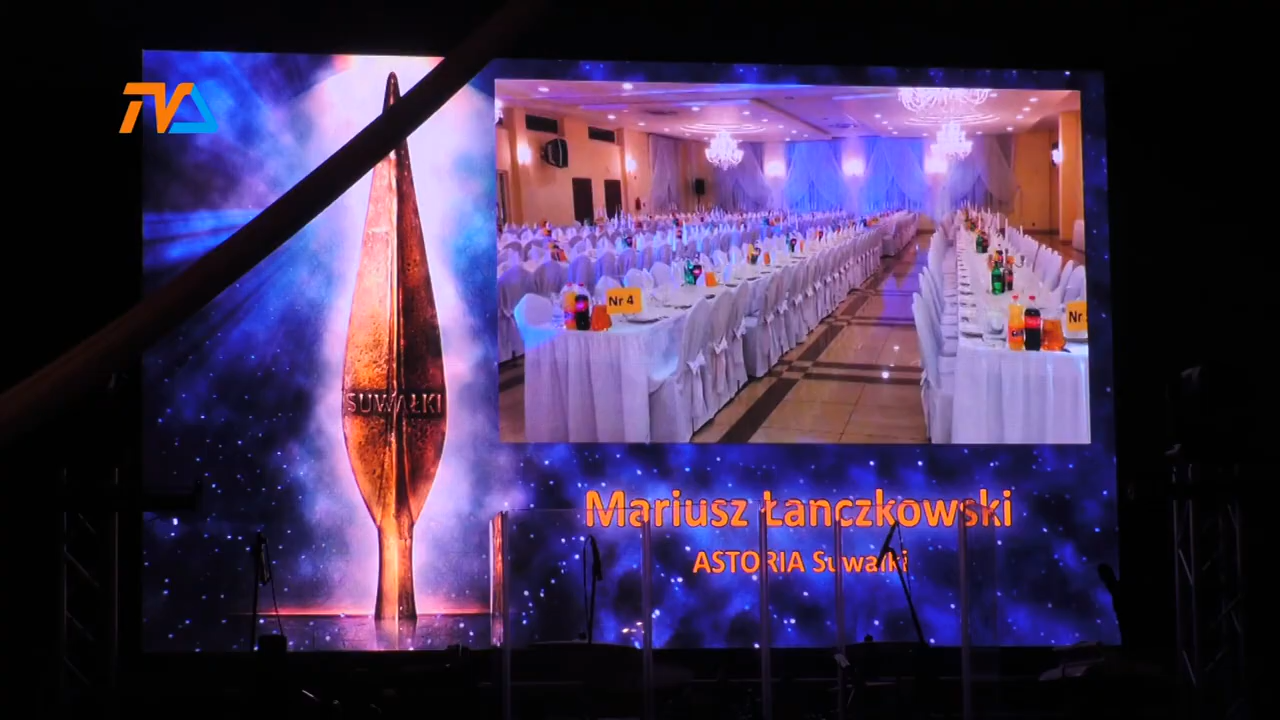 TVS
SUWAŁKI
Nr 4
Nr
Mariusz Łanczkowski
ASTORIA Suwałki